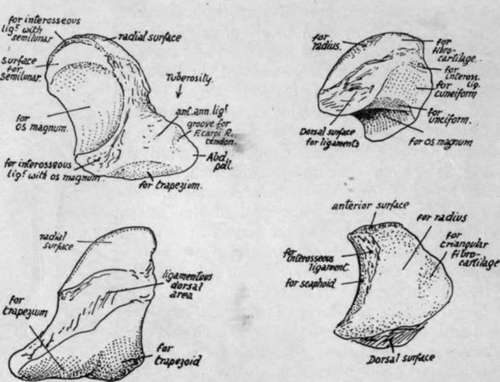 for interosseous
ligt. with
semilunar.
radial surface
surface
for
semilunar.
for
os magnum.
for interosseous
ligt. with os magnum.
Tuberosity.
ant. ann. ligt.
groove for
F. carpi R.
tendon.
Abd.
poll.
for trapezium.
for
radius.
for
fibro-
cartilage.
for
inteross.
lig.
for
cuneiform
for
unciform.
for os magnum
Dorsal surface
for ligaments
radial
surface
ligamentous
dorsal
area.
for
trapezium
for
trapezoid
anterior surface
for radius
for
triangular
fibro-
cartilage
for
interosseous
ligament.
for scaphoid
Dorsal surface